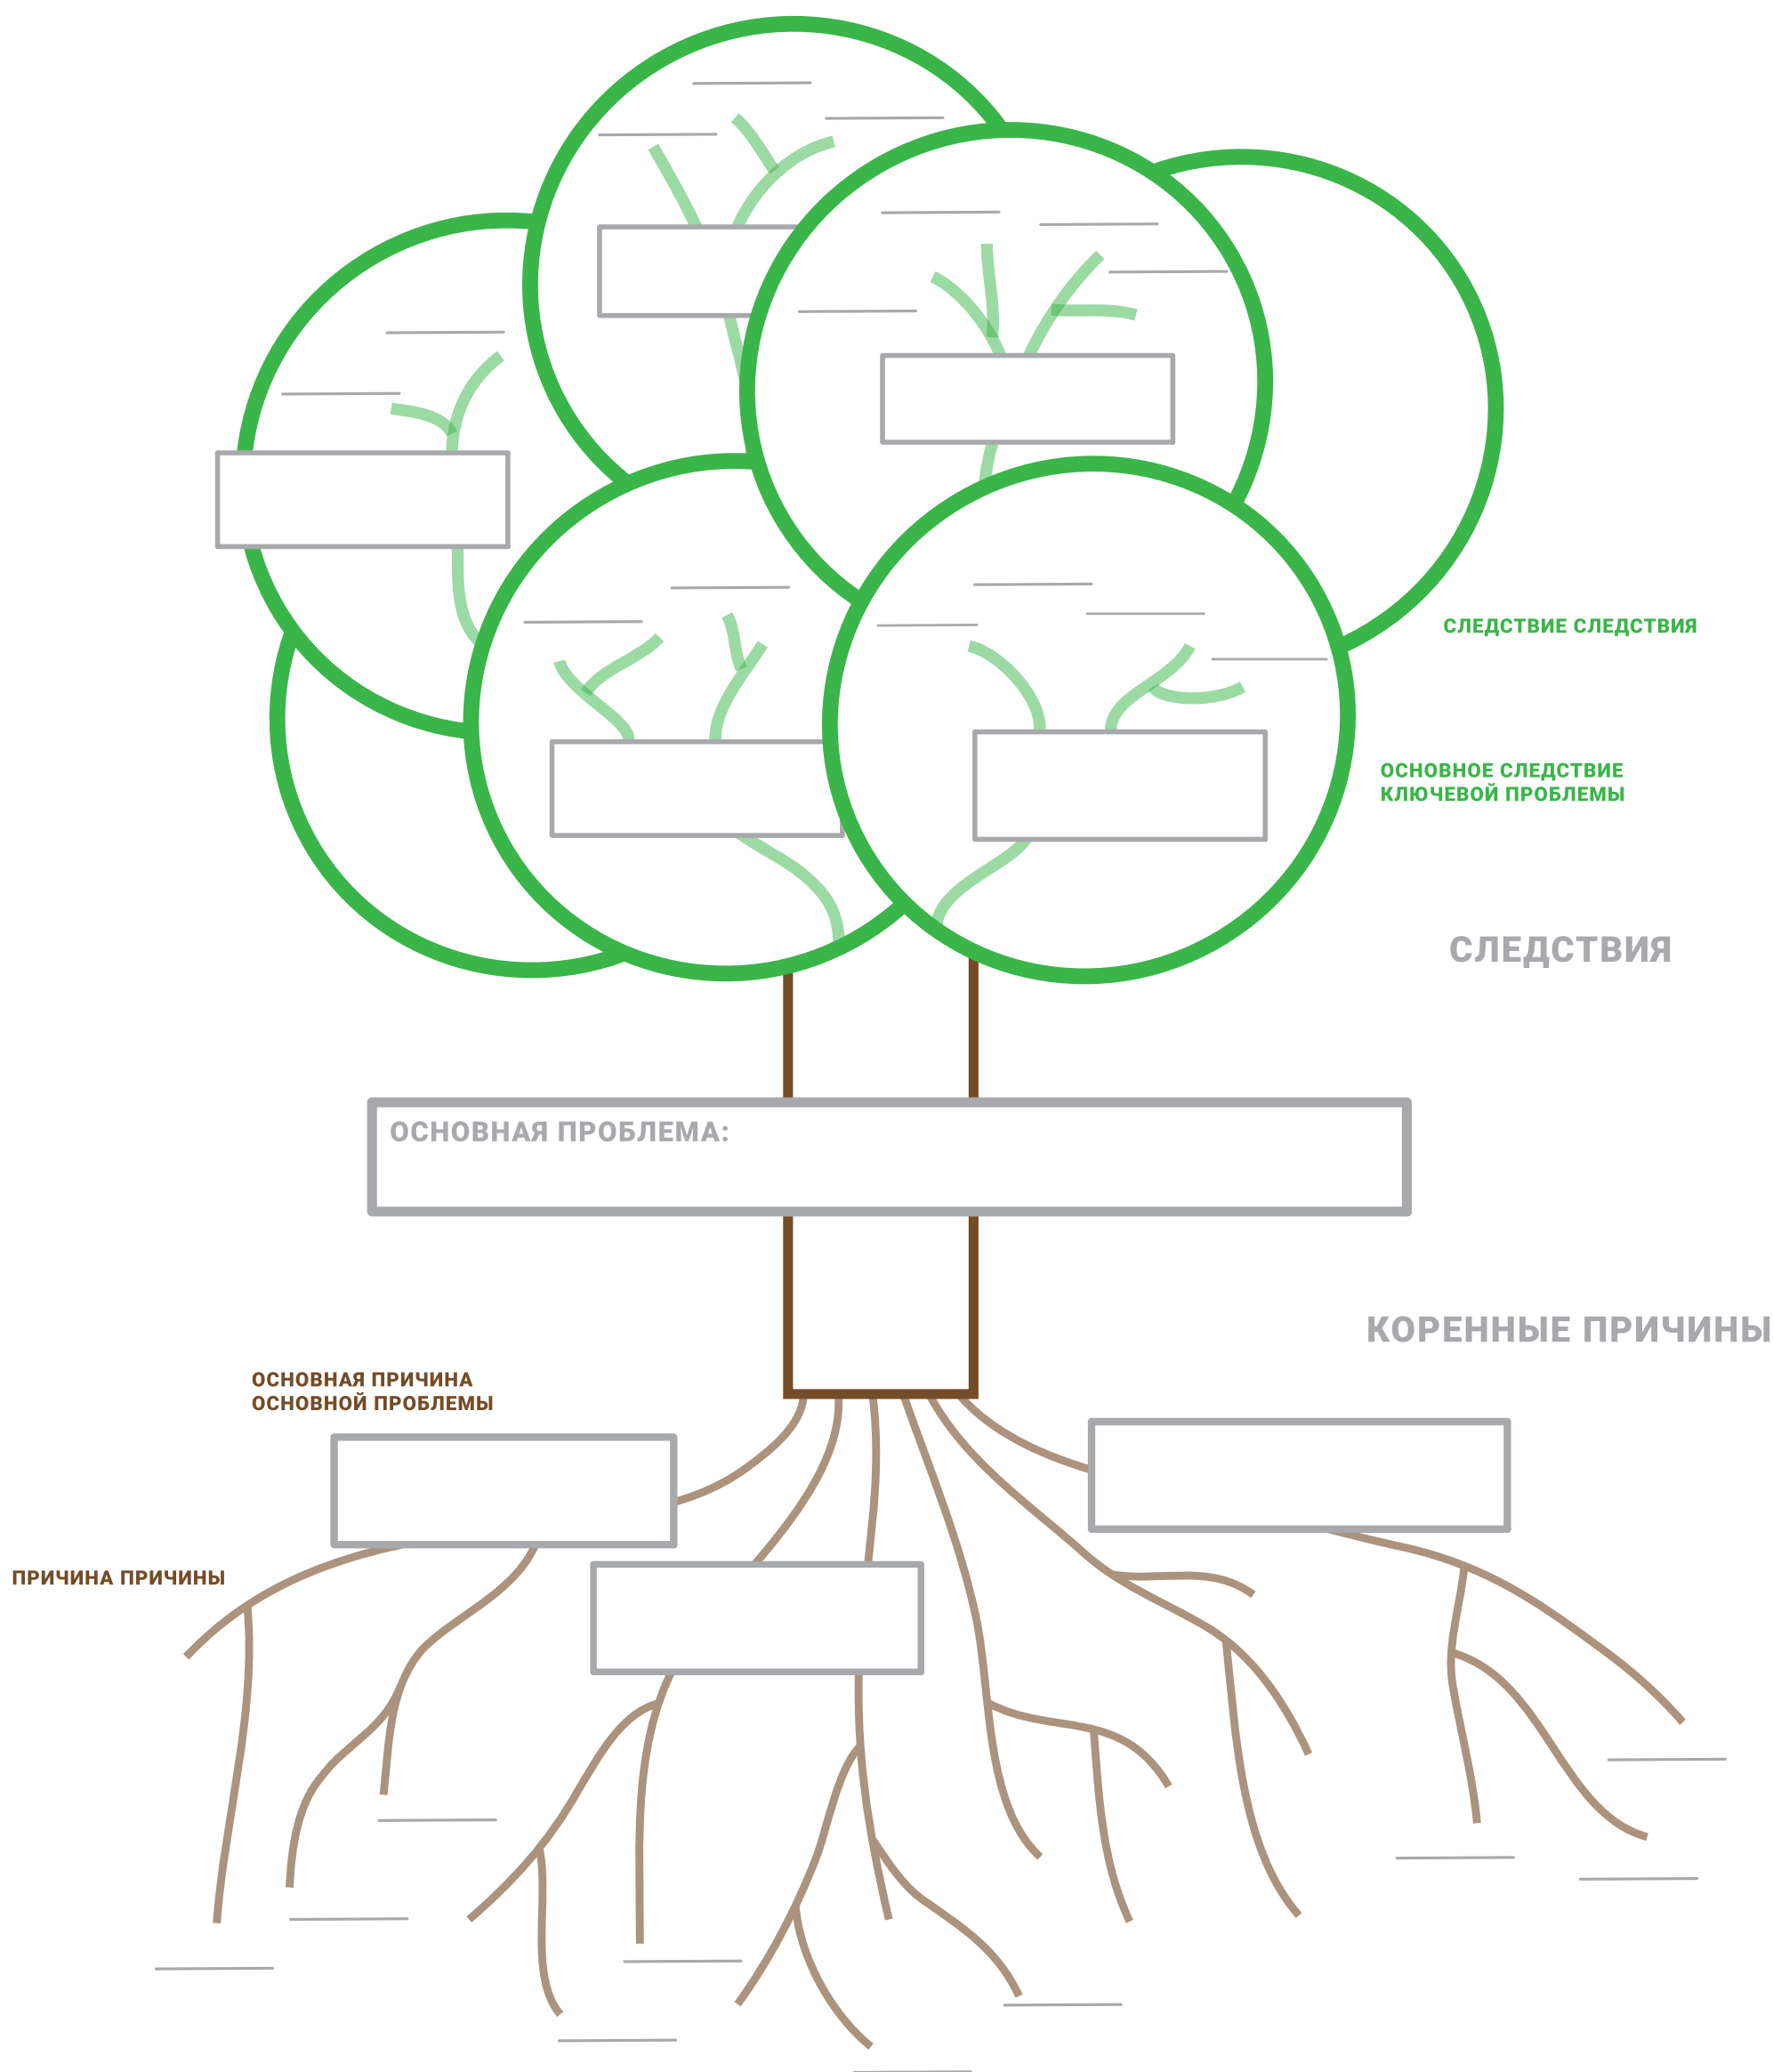 СЛЕДСТВИЕ СЛЕДСТВИЯ
ОСНОВНОЕ СЛЕДСТВИЕ
КЛЮЧЕВОЙ ПРОБЛЕМЫ
СЛЕДСТВИЯ
ОСНОВНАЯ ПРОБЛЕМА:
КОРЕННЫЕ ПРИЧИНЫ
ОСНОВНАЯ ПРИЧИНА
ОСНОВНОЙ ПРОБЛЕМЫ
ПРИЧИНА ПРИЧИНЫ